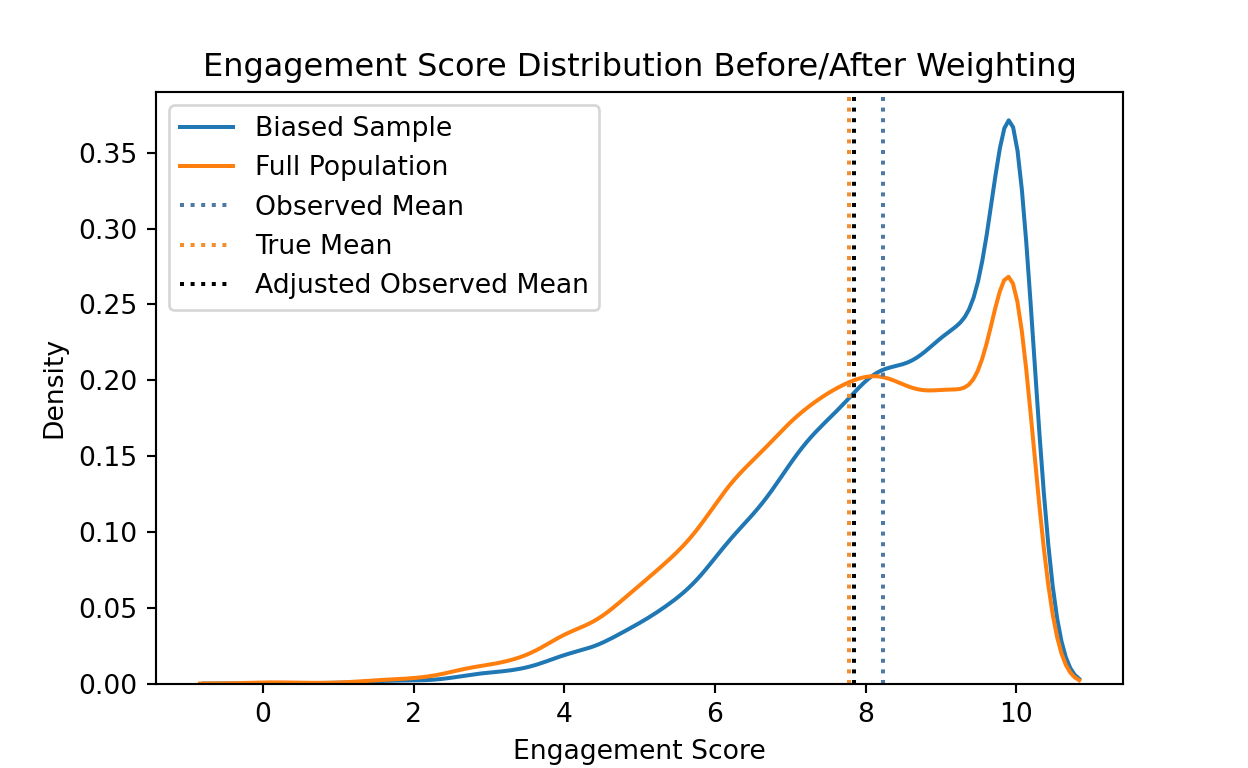 Engagement Score Distribution Before/After Weighting
Biased Sample
Full Population
Observed Mean
True Mean
Adjusted Observed Mean
Density
0.35
0.30
0.25
0.20
0.15
0.10
0.05
0.00
0 2 4 6 8 10
Engagement Score